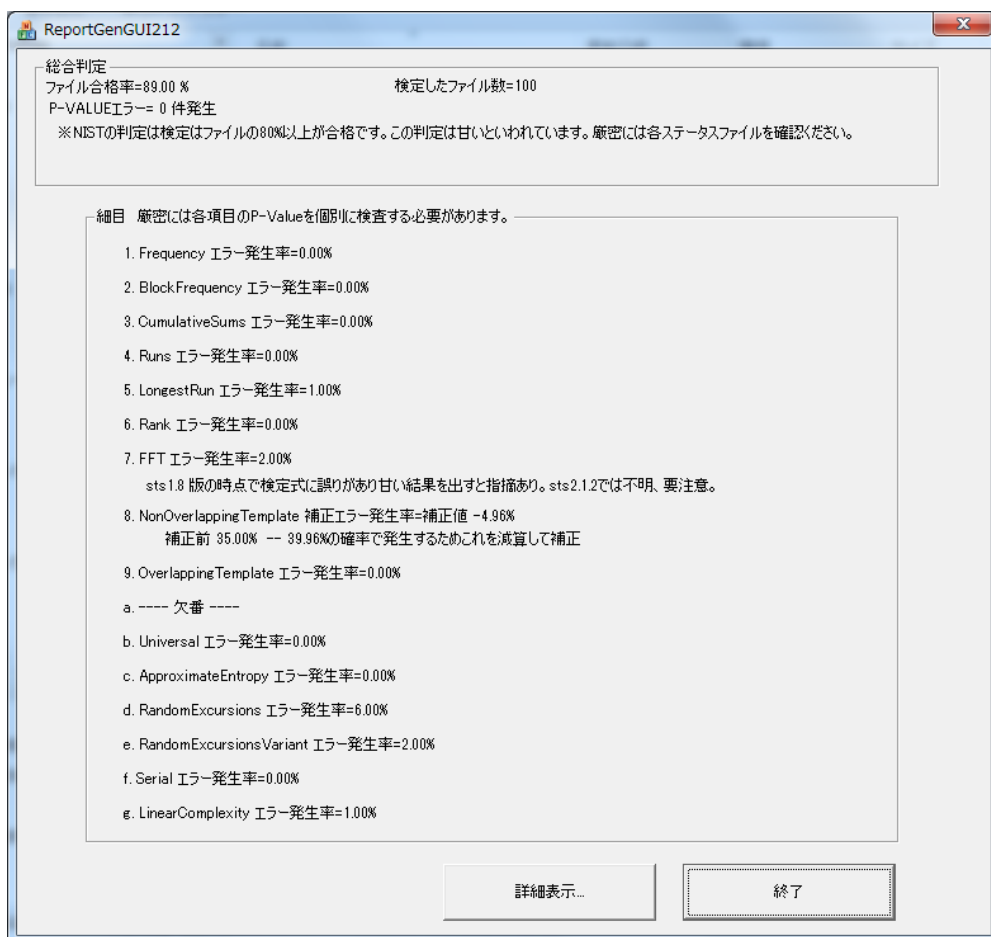 ReportGenGUI212
総合判定
ファイル合格率=89.00 % 検定したファイル数=100
P-VALUEエラー= 0 件発生
※NISTの判定は検定はファイルの80%以上が合格です。この判定は甘いといわれています。厳密には各ステータスファイルを確認ください。
細目 厳密には各項目のP-Valueを個別に検査する必要があります。
1. Frequency エラー発生率=0.00%
2. BlockFrequency エラー発生率=0.00%
3. CumulativeSums エラー発生率=0.00%
4. Runs エラー発生率=0.00%
5. LongestRun エラー発生率=1.00%
6. Rank エラー発生率=0.00%
7. FFT エラー発生率=2.00%
sts1.8 版の時点で検定式に誤りがあり甘い結果を出すと指摘あり。sts2.1.2では不明、要注意。
8. NonOverlappingTemplate 補正エラー発生率=補正値 -4.96%
補正前 35.00% -- 39.96%の確率で発生するためこれを減算して補正
9. OverlappingTemplate エラー発生率=0.00%
a. ---- 欠番 ----
b. Universal エラー発生率=0.00%
c. ApproximateEntropy エラー発生率=0.00%
d. RandomExcursions エラー発生率=6.00%
e. RandomExcursionsVariant エラー発生率=2.00%
f. Serial エラー発生率=0.00%
g. LinearComplexity エラー発生率=1.00%
詳細表示... 終了